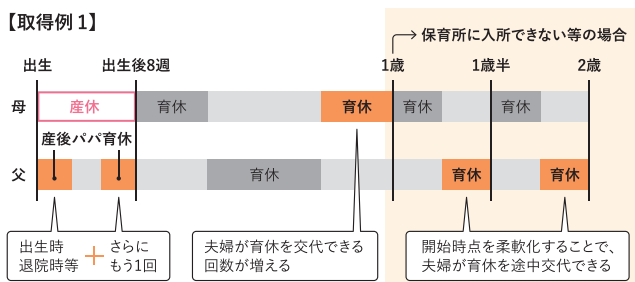 【取得例1】
保育所に入所できない等の場合
出生
出生後8週
1歳
1歳半
2歳
母
産休
育休
育休
育休
育休
産後パパ育休
父
育休
育休
育休
出生時
退院時等
+
さらに
もう1回
夫婦が育休を交代できる
回数が増える
開始時点を柔軟化することで、
夫婦が育休を途中交代できる